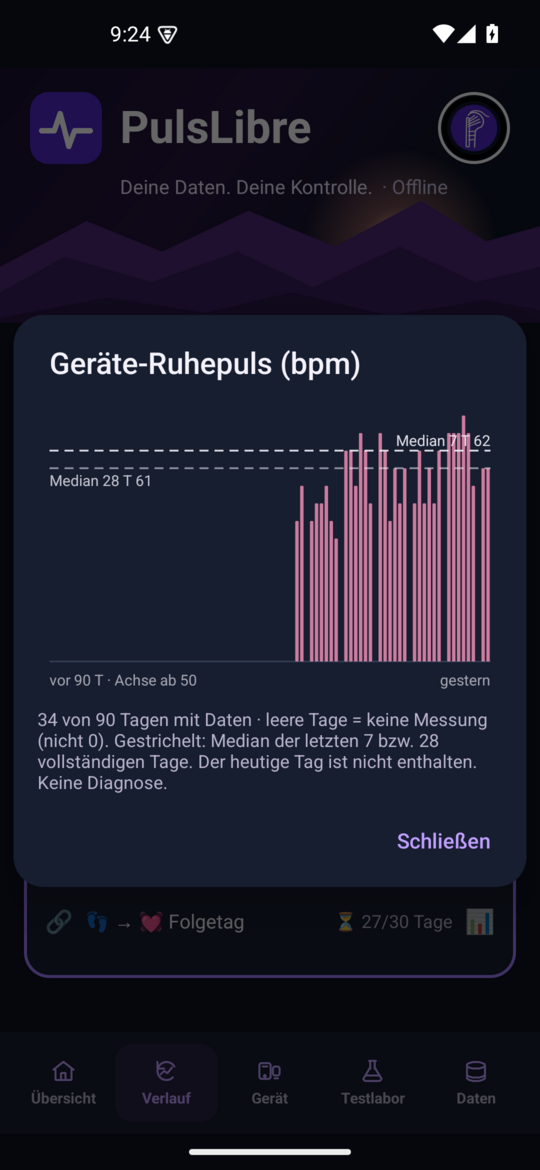 9:24
PulsLibre
Deine Daten. Deine Kontrolle. · Offline
Geräte-Ruhepuls (bpm)
Median 7 T 62
Median 28 T 61
vor 90 T · Achse ab 50
gestern
34 von 90 Tagen mit Daten · leere Tage = keine Messung
(nicht 0). Gestrichelt: Median der letzten 7 bzw. 28
vollständigen Tage. Der heutige Tag ist nicht enthalten.
Keine Diagnose.
Schließen
🔗 👣 → 💓 Folgetag ⏳ 27/30 Tage 📊
Übersicht Verlauf Gerät Testlabor Daten